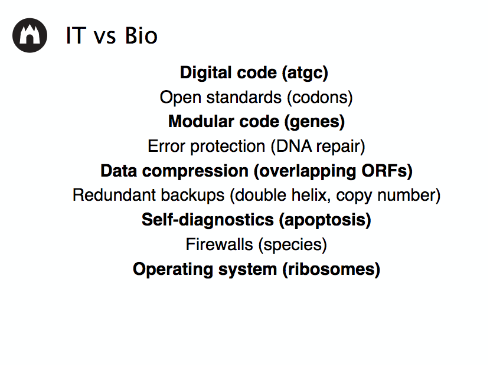 IT vs Bio
Digital code (atgc)
Open standards (codons)
Modular code (genes)
Error protection (DNA repair)
Data compression (overlapping ORFs)
Redundant backups (double helix, copy number)
Self-diagnostics (apoptosis)
Firewalls (species)
Operating system (ribosomes)